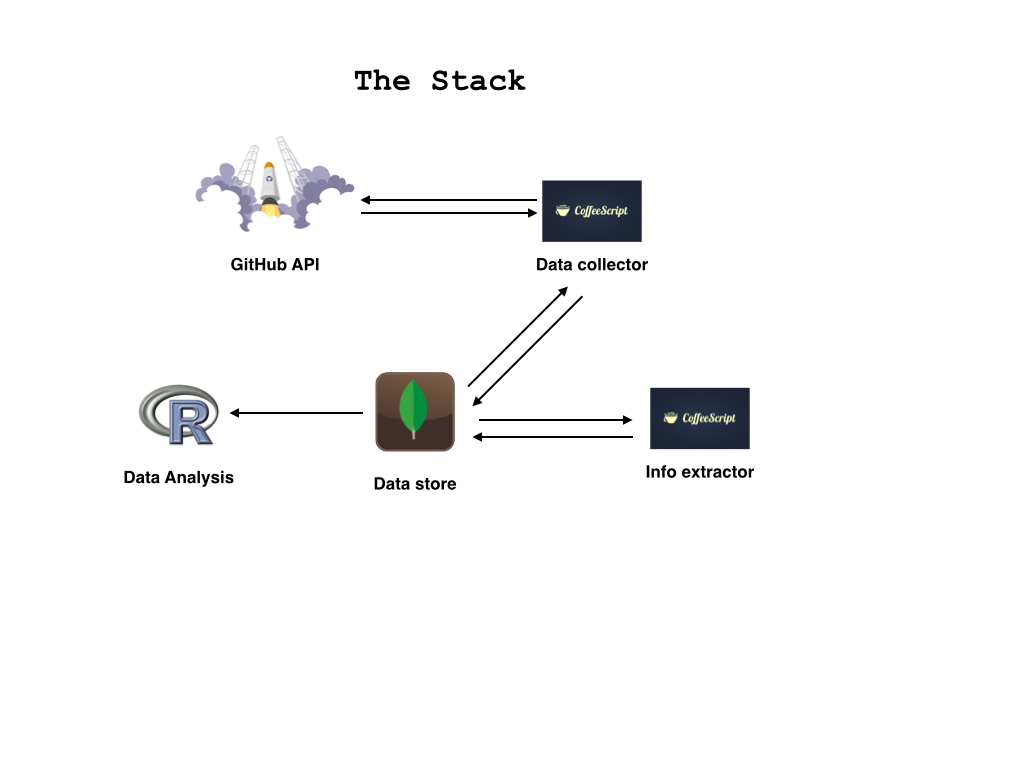 The Stack
CoffeeScript
GitHub API
Data collector
R
CoffeeScript
Data Analysis
Data store
Info extractor